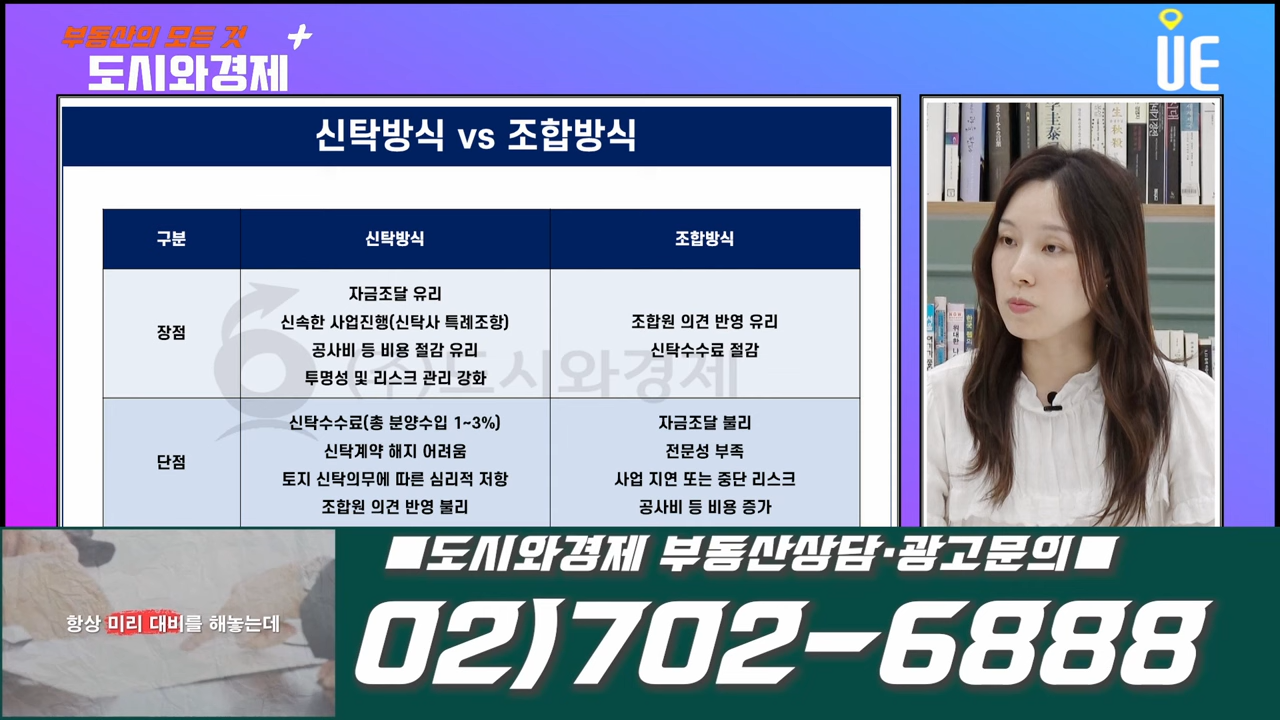 부동산의 모든 것
도시와경제
UE
신탁방식 vs 조합방식
구분 신탁방식 조합방식
장점
자금조달 유리
신속한 사업진행(신탁사 특례조항)
공사비 등 비용 절감 유리
투명성 및 리스크 관리 강화
조합원 의견 반영 유리
신탁수수료 절감
(주)도시와경제
단점
신탁수수료(총 분양수입 1~3%)
신탁계약 해지 어려움
토지 신탁의무에 따른 심리적 저항
조합원 의견 반영 불리
자금조달 불리
전문성 부족
사업 지연 또는 중단 리스크
공사비 등 비용 증가
항상 미리 대비를 해놓는데
■도시와경제 부동산상담·광고문의■
02)702-6888